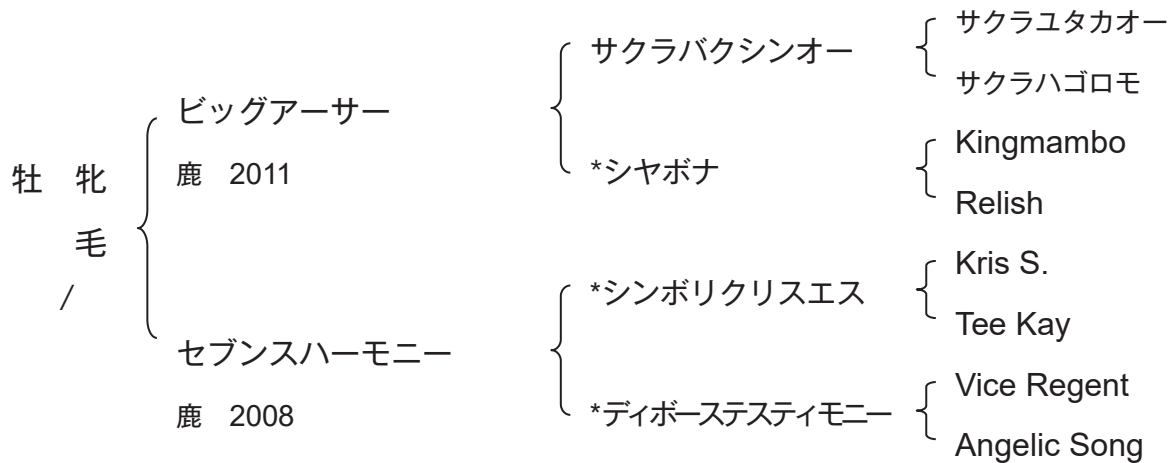 牡 牝
毛
/
ビッグアーサー
鹿 2011
セブンスハーモニー
鹿 2008
サクラバクシンオー
*シヤボナ
*シンボリクリスエス
*ディボーステスティモニー
サクラユタカオー
サクラハゴロモ
Kingmambo
Relish
Kris S.
Tee Kay
Vice Regent
Angelic Song